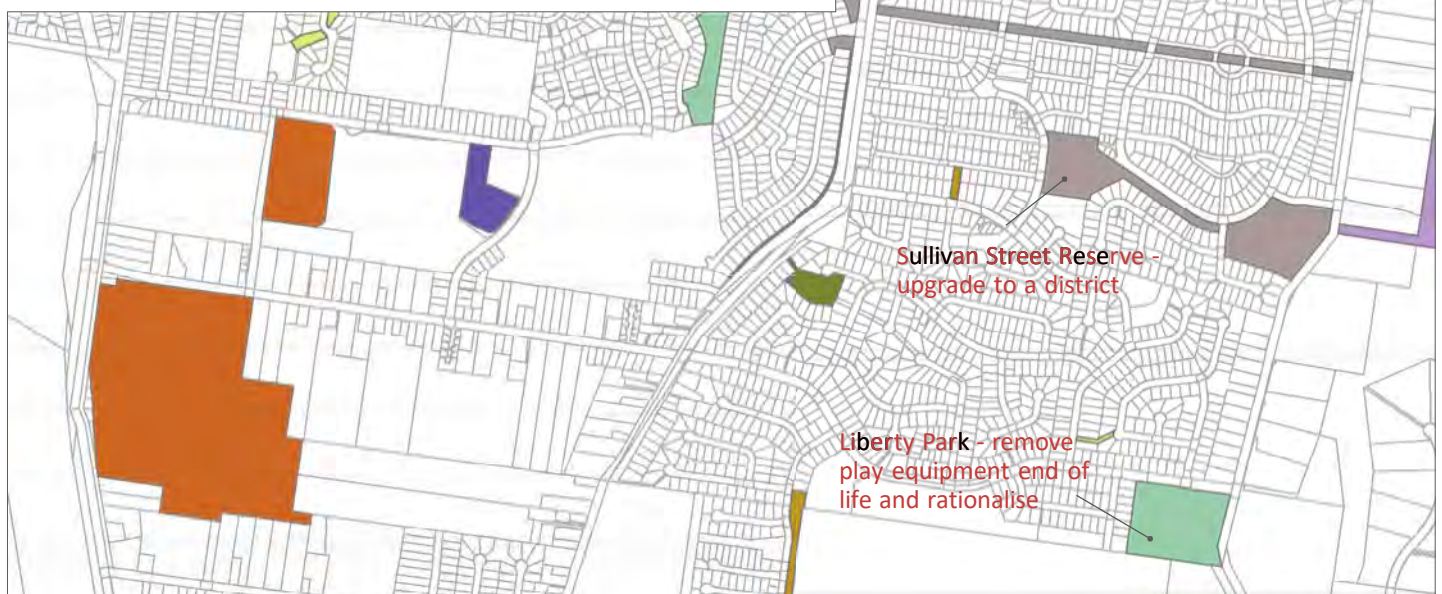 Sullivan Street Reserve -
upgrade to a district
Liberty Park - remove
play equipment end of
life and rationalise